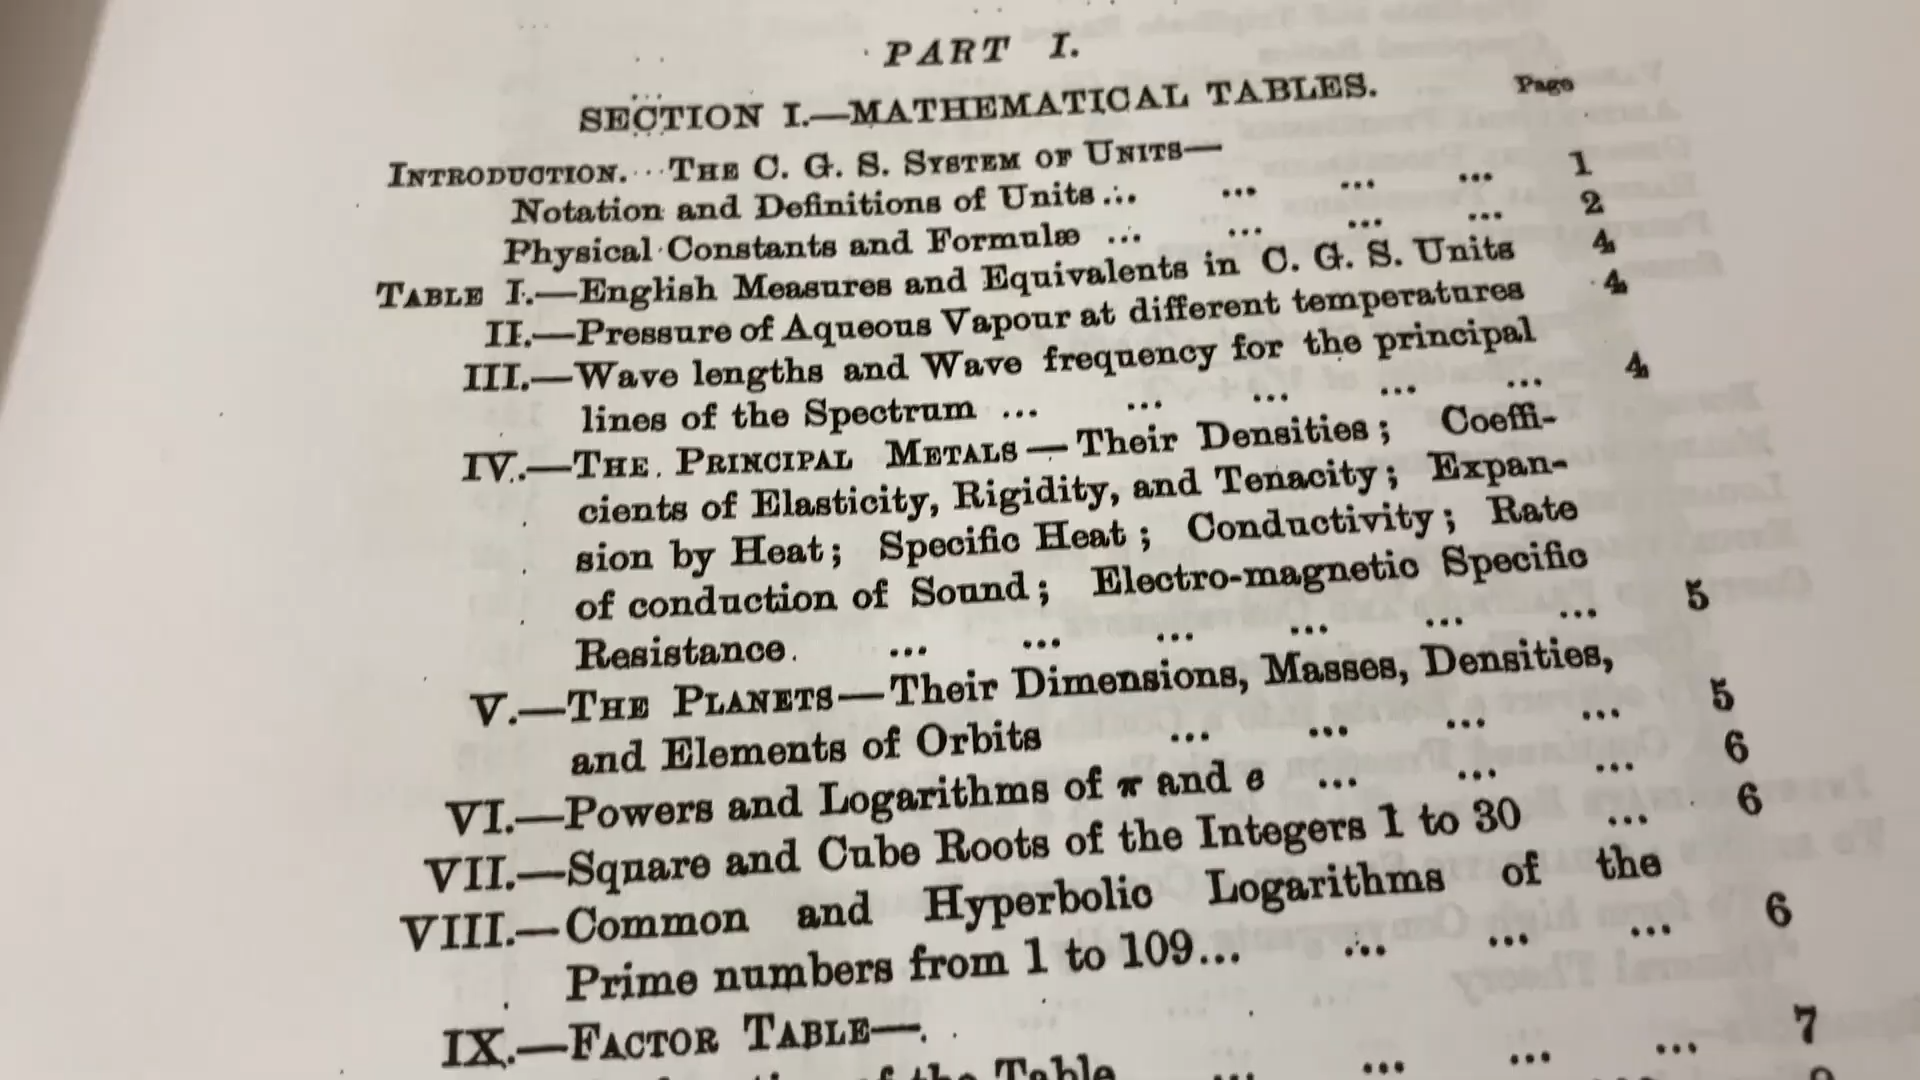 PART I.
SECTION I.—MATHEMATICAL TABLES.
Page
INTRODUCTION. THE C. G. S. SYSTEM OF UNITS—
Notation and Definitions of Units ... ... ... ... 1
Physical Constants and Formulæ ... ... ... ... 2
TABLE I.—English Measures and Equivalents in C. G. S. Units 4
II.—Pressure of Aqueous Vapour at different temperatures 4
III.—Wave lengths and Wave frequency for the principal
lines of the Spectrum ... ... ... ... ... 4
IV.—THE PRINCIPAL METALS — Their Densities; Coeffi-
cients of Elasticity, Rigidity, and Tenacity; Expan-
sion by Heat; Specific Heat; Conductivity; Rate
of conduction of Sound; Electro-magnetic Specific
Resistance. ... ... ... ... ... ... 5
V.—THE PLANETS—Their Dimensions, Masses, Densities,
and Elements of Orbits ... ... ... ... 5
VI.—Powers and Logarithms of π and e ... ... ... 6
VII.—Square and Cube Roots of the Integers 1 to 30 ... 6
VIII.—Common and Hyperbolic Logarithms of the
Prime numbers from 1 to 109... ... ... ... 6
IX.—FACTOR TABLE—
of the Table ... ... ... ... 7